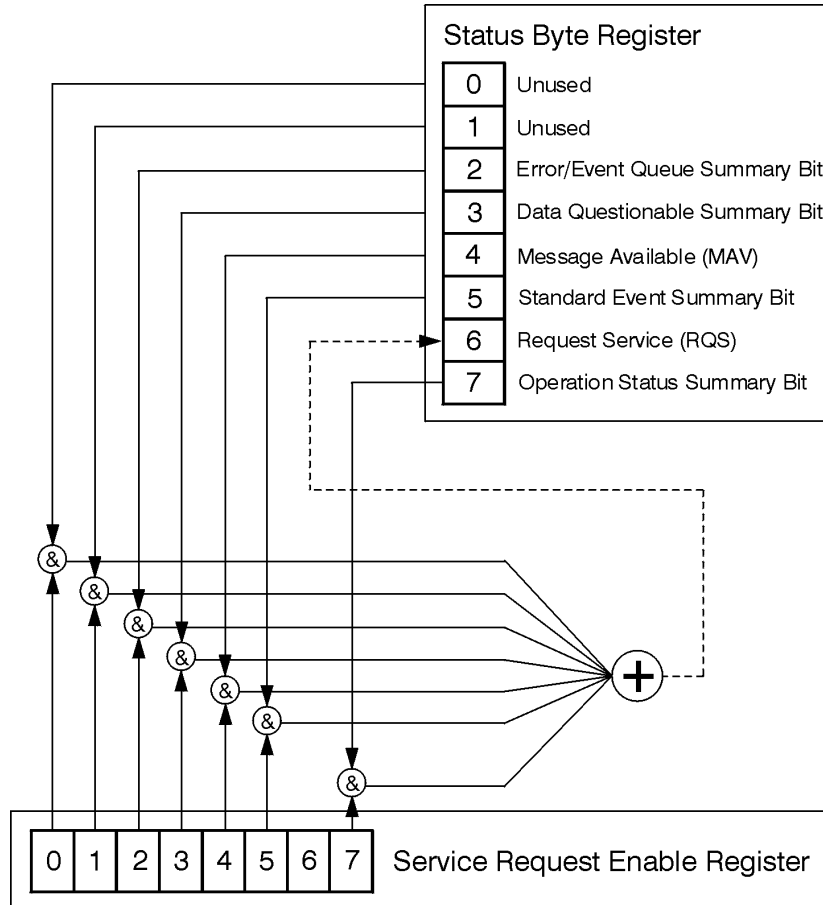 Status Byte Register
0 Unused
1 Unused
2 Error/Event Queue Summary Bit
3 Data Questionable Summary Bit
4 Message Available (MAV)
5 Standard Event Summary Bit
6 Request Service (RQS)
7 Operation Status Summary Bit
&
&
&
&
&
&
&
+
0 1 2 3 4 5 6 7 Service Request Enable Register